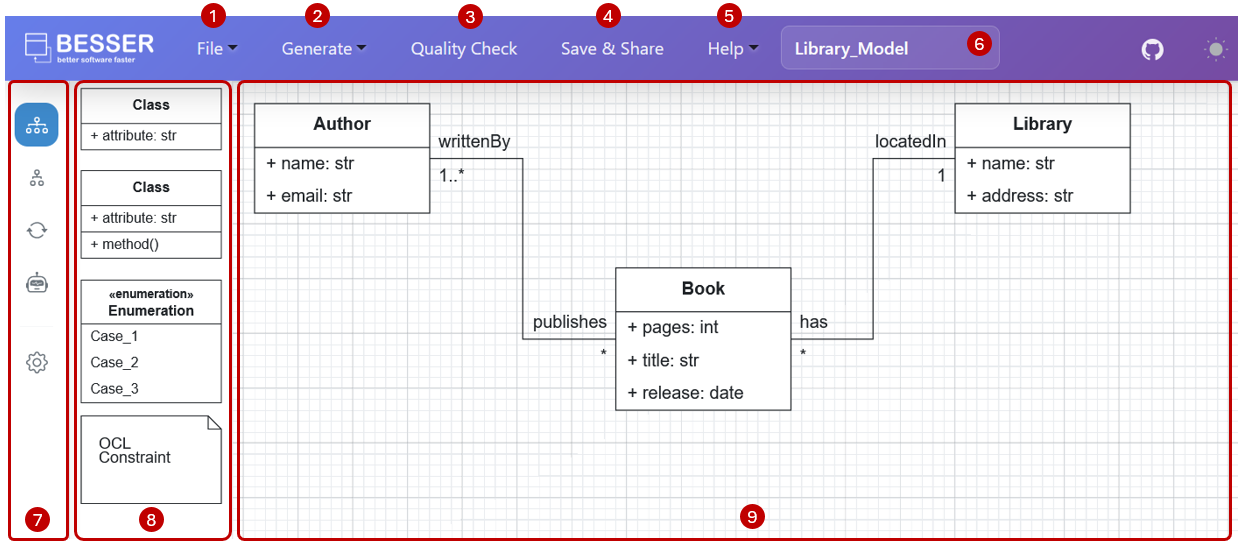 1
2
3
4
5
BESSER
better software faster
File
Generate
Quality Check
Save & Share
Help
Library_Model
6
Class
+ attribute: str
Class
+ attribute: str
+ method()
«enumeration»
Enumeration
Case_1
Case_2
Case_3
OCL
Constraint
Author
+ name: str
+ email: str
writtenBy
1..*
publishes
*
Book
+ pages: int
+ title: str
+ release: date
has
*
locatedIn
1
Library
+ name: str
+ address: str
7
8
9